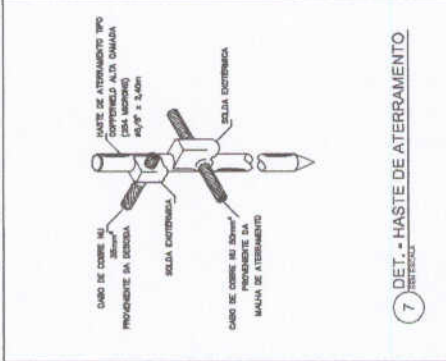 HASTE DE ATERRAMENTO TIPO
COPPERWELD ALTA CAMADA
(254 MICRONS)
ø5/8" x 2,40m
CABO DE COBRE NU
35mm²
PROVENIENTE DA DESCIDA
SOLDA EXOTÉRMICA
SOLDA EXOTÉRMICA
CABO DE COBRE NU 50mm²
PROVENIENTE DA
MALHA DE ATERRAMENTO
7 DET. - HASTE DE ATERRAMENTO
SEM ESCALA